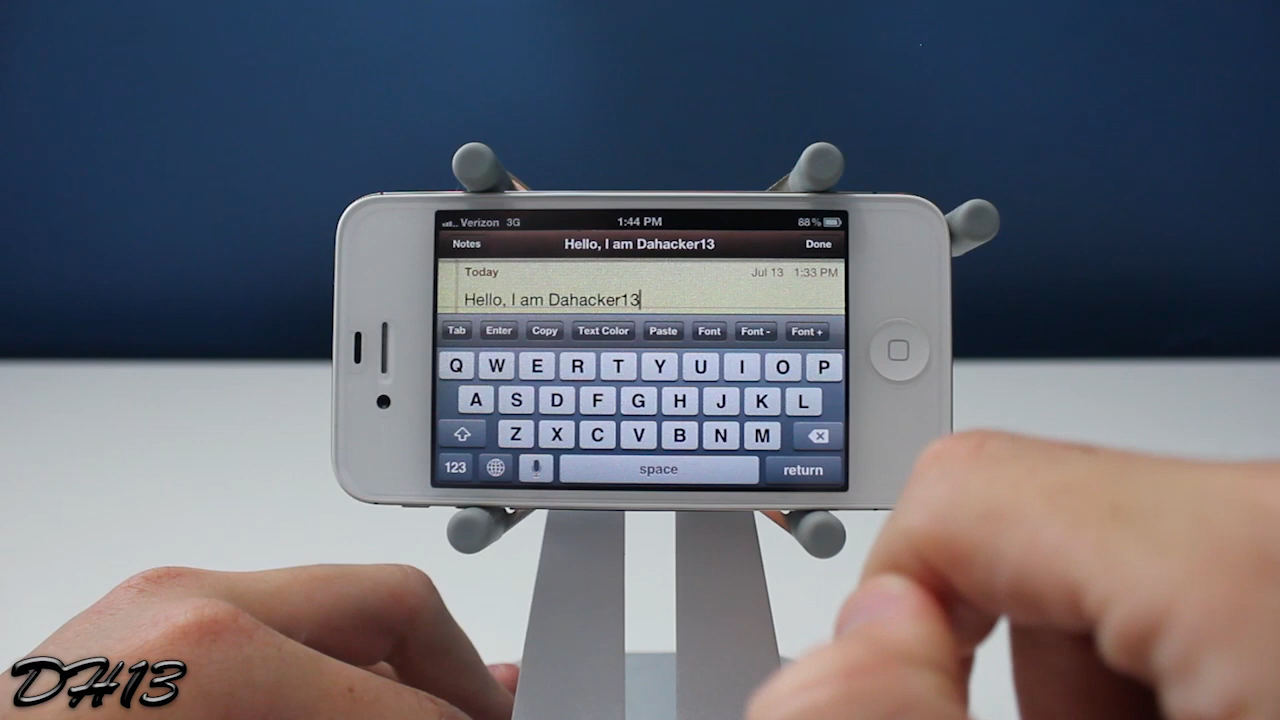 Verizon 3G 1:44 PM 88%
Notes Hello, I am Dahacker13 Done
Today Jul 13 1:33 PM
Hello, I am Dahacker13
Tab Enter Copy Text Color Paste Font Font - Font +
Q W E R T Y U I O P
A S D F G H J K L
Z X C V B N M
123 space return
DH13